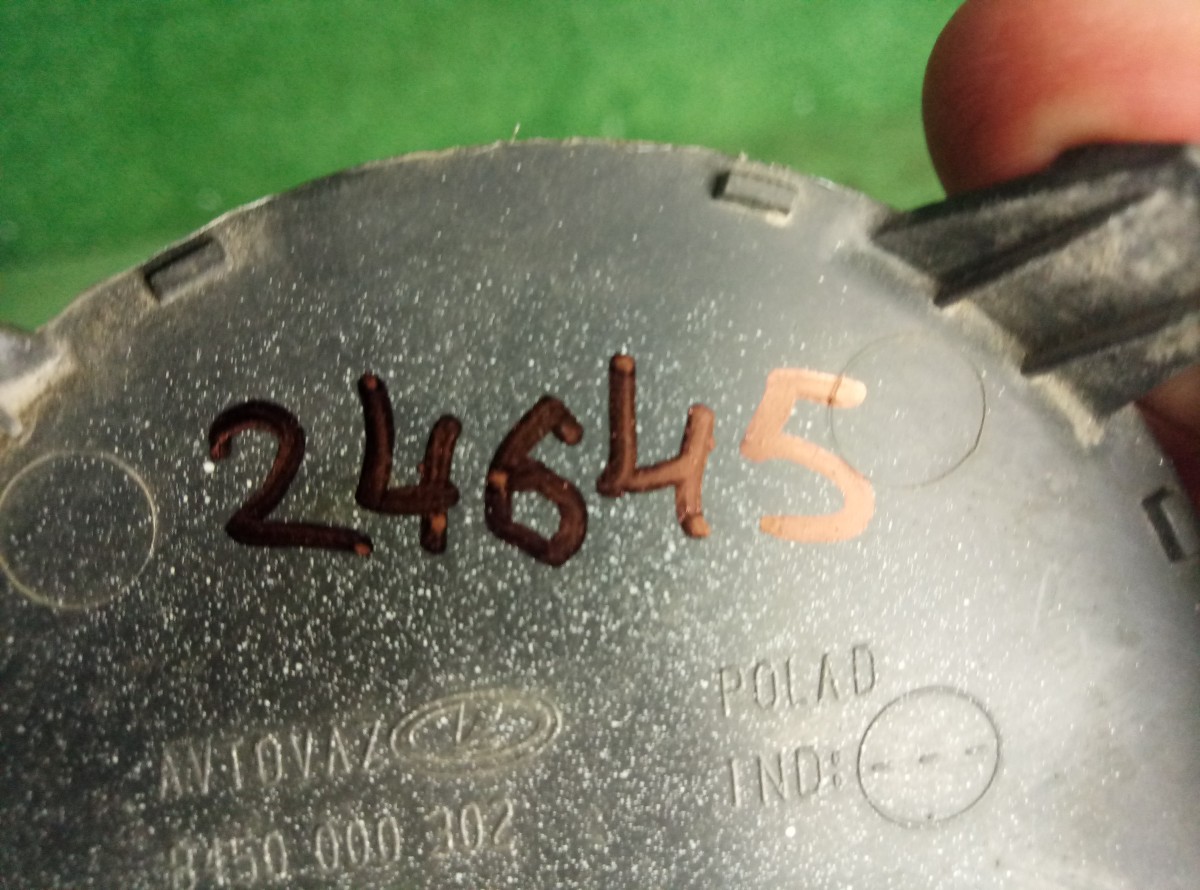 24645
POLAD
AVTOVAZ
IND: ---
8450 000 302